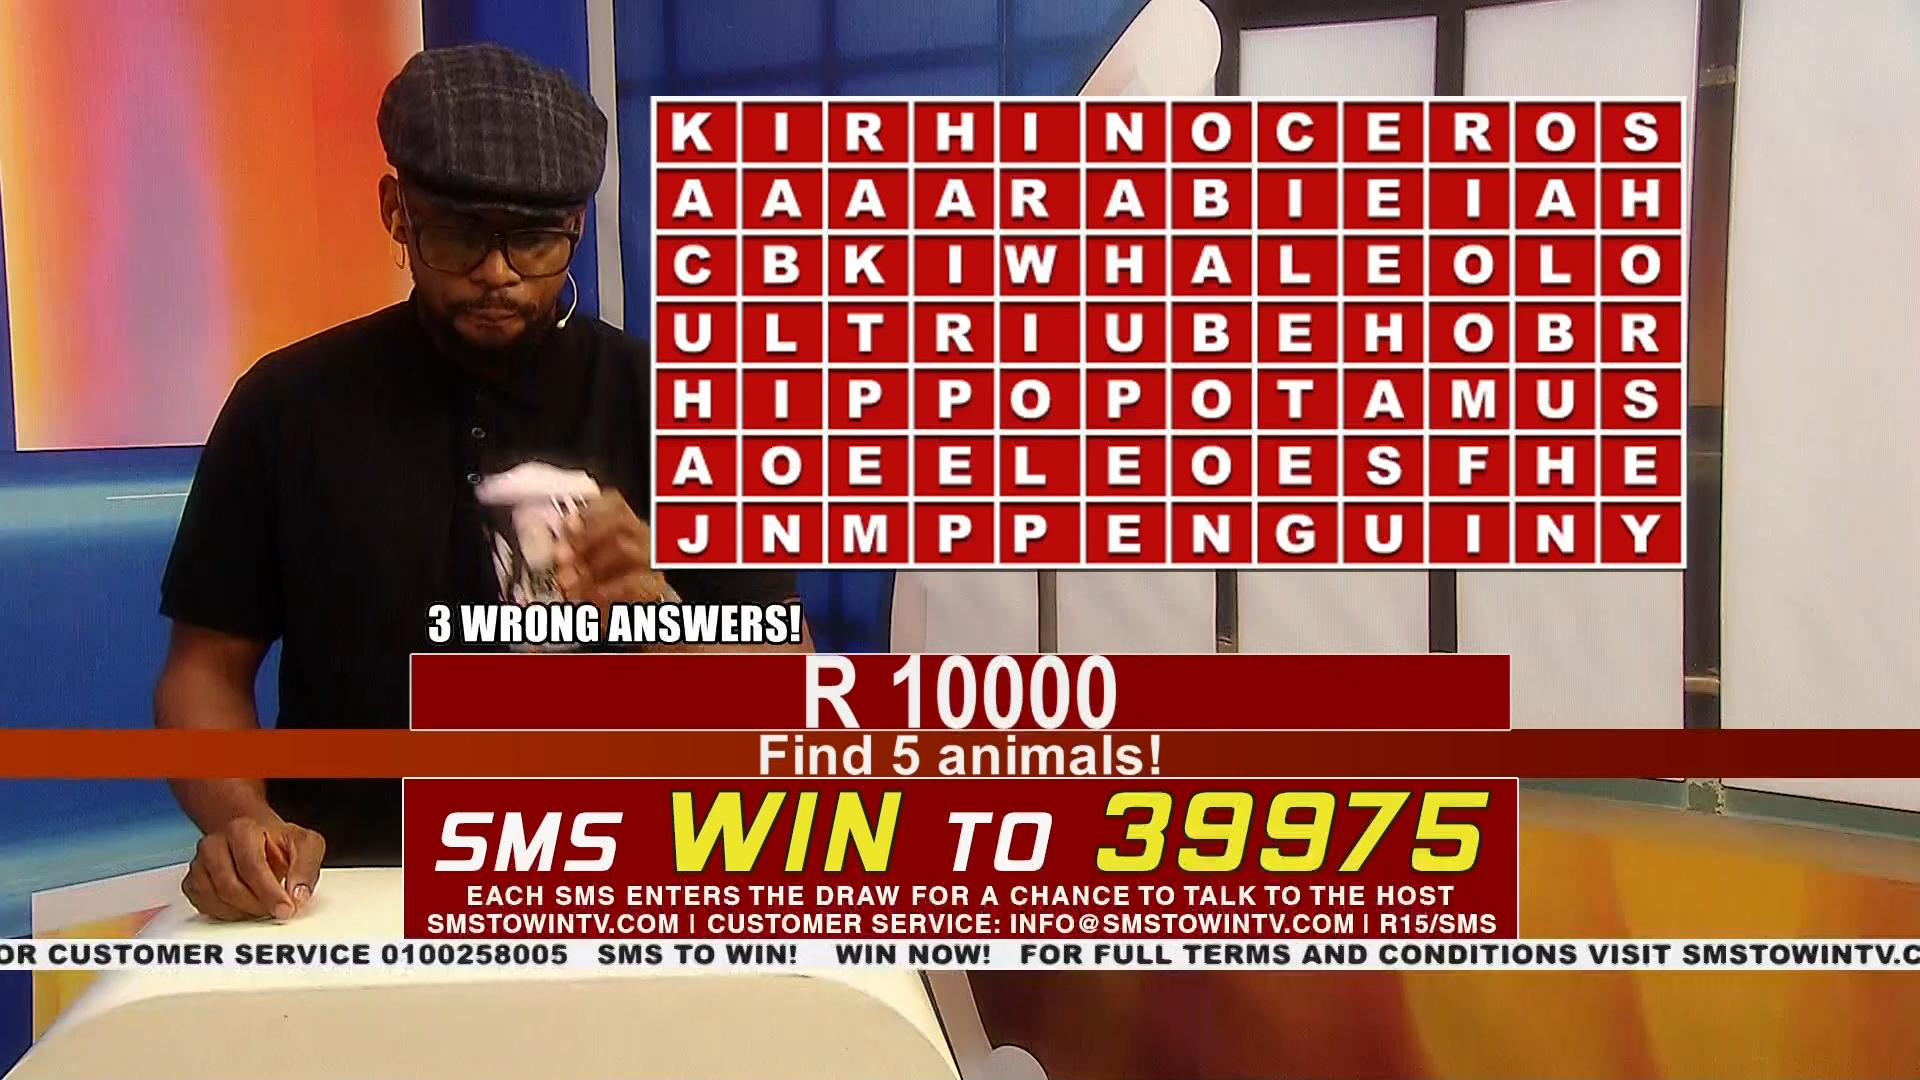 K I R H I N O C E R O S
A A A A R A B I E I A H
C B K I W H A L E O L O
U L T R I U B E H O B R
H I P P O P O T A M U S
A O E E L E O E S F H E
J N M P P E N G U I N Y
3 WRONG ANSWERS!
R 10000
Find 5 animals!
SMS WIN TO 39975
EACH SMS ENTERS THE DRAW FOR A CHANCE TO TALK TO THE HOST
SMSTOWINTV.COM | CUSTOMER SERVICE: INFO@SMSTOWINTV.COM | R15/SMS
OR CUSTOMER SERVICE 0100258005 SMS TO WIN! WIN NOW! FOR FULL TERMS AND CONDITIONS VISIT SMSTOWINTV.C